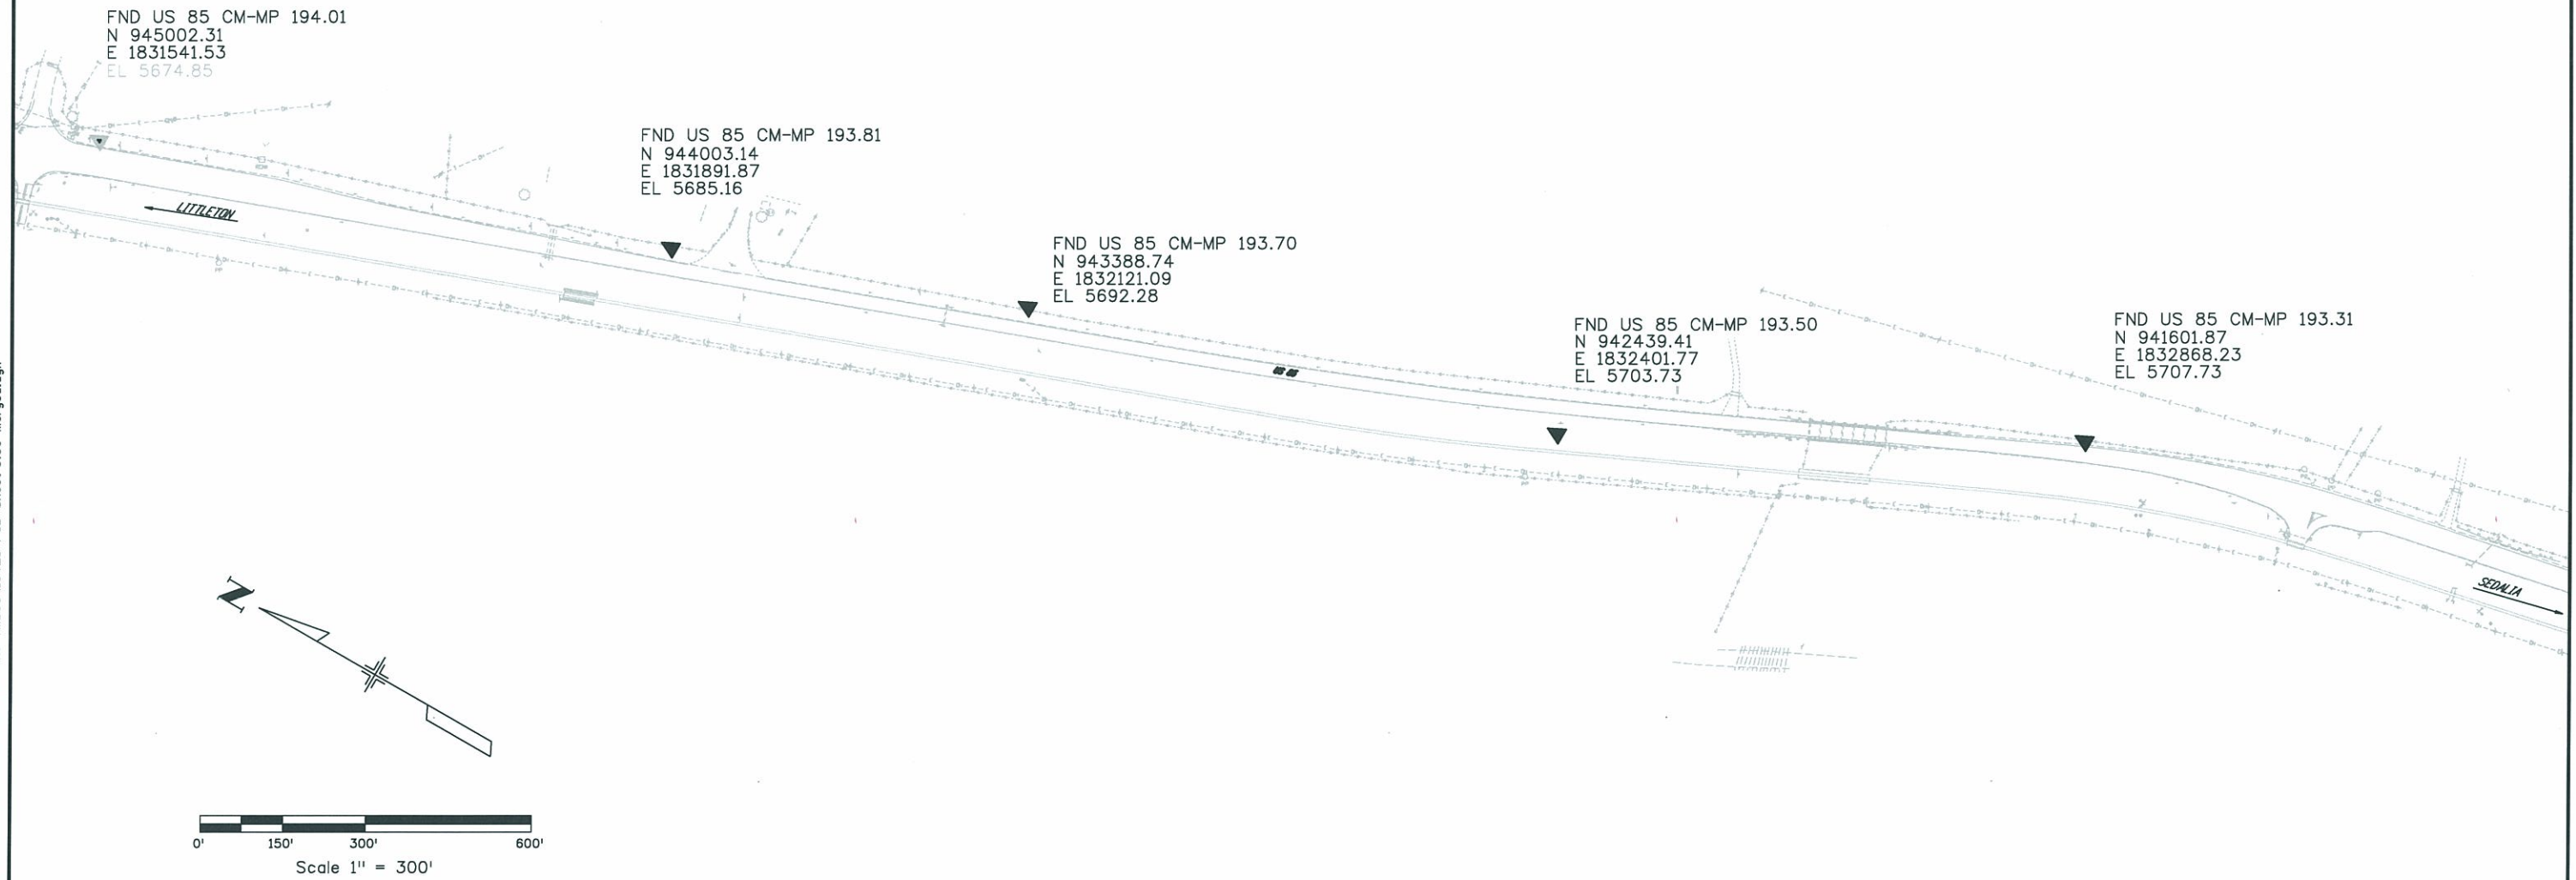 FND US 85 CM-MP 194.01
N 945002.31
E 1831541.53
EL 5674.85
FND US 85 CM-MP 193.81
N 944003.14
E 1831891.87
EL 5685.16
FND US 85 CM-MP 193.70
N 943388.74
E 1832121.09
EL 5692.28
FND US 85 CM-MP 193.50
N 942439.41
E 1832401.77
EL 5703.73
FND US 85 CM-MP 193.31
N 941601.87
E 1832868.23
EL 5707.73
LITTLETON
US 85
SEDALIA
N
0' 150' 300' 600'
Scale 1" = 300'